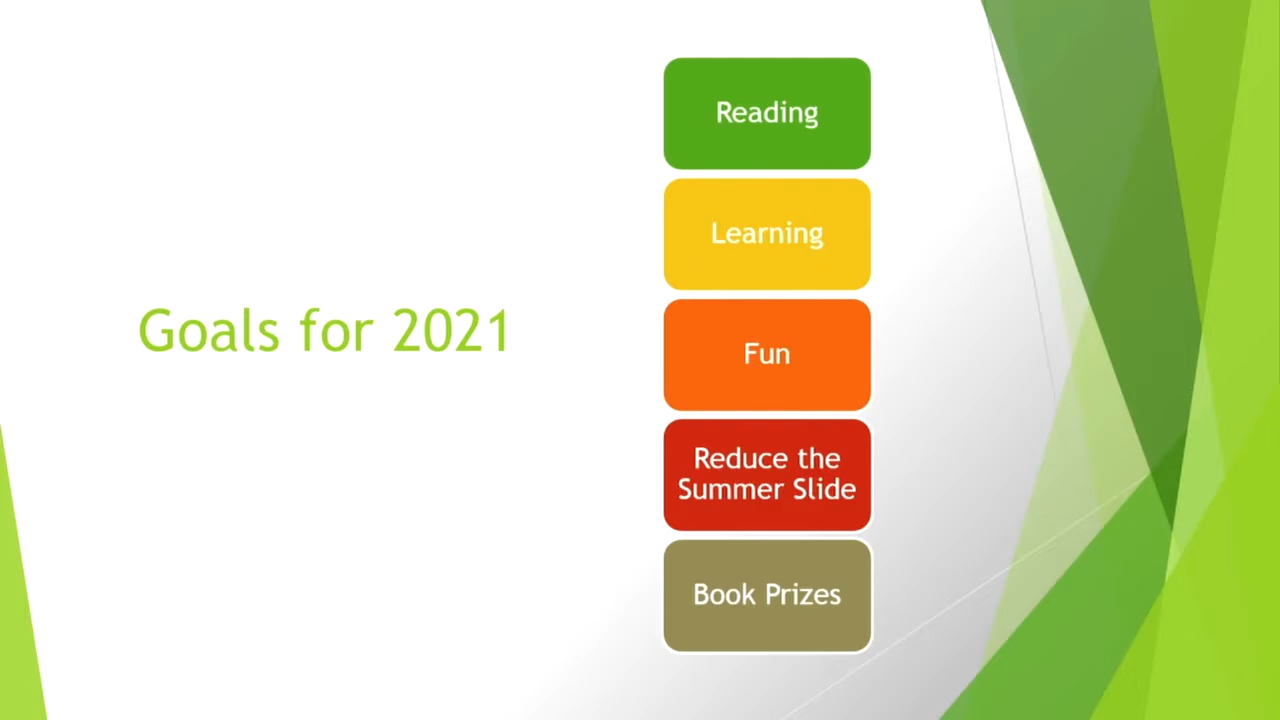 Goals for 2021
Reading
Learning
Fun
Reduce the
Summer Slide
Book Prizes